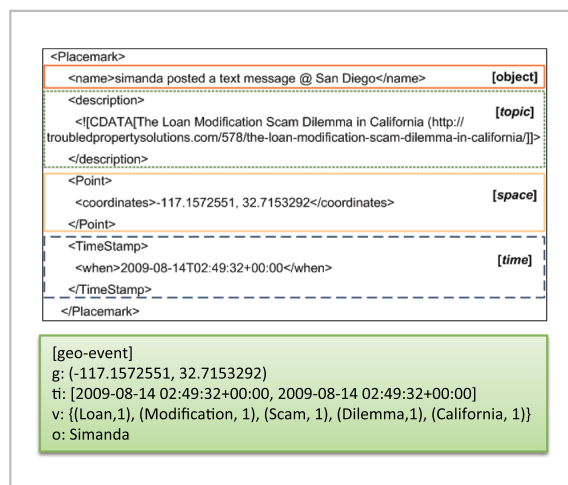 <Placemark>
<name>simanda posted a text message @ San Diego</name> [object]
<description>
[topic]
<![CDATA[The Loan Modification Scam Dilemma in California (http://
troubledpropertysolutions.com/578/the-loan-modification-scam-dilemma-in-california/]]>
</description>
<Point>
[space]
<coordinates>-117.1572551, 32.7153292</coordinates>
</Point>
<TimeStamp>
[time]
<when>2009-08-14T02:49:32+00:00</when>
</TimeStamp>
</Placemark>
[geo-event]
g: (-117.1572551, 32.7153292)
ti: [2009-08-14 02:49:32+00:00, 2009-08-14 02:49:32+00:00]
v: {(Loan,1), (Modification, 1), (Scam, 1), (Dilemma,1), (California, 1)}
o: Simanda